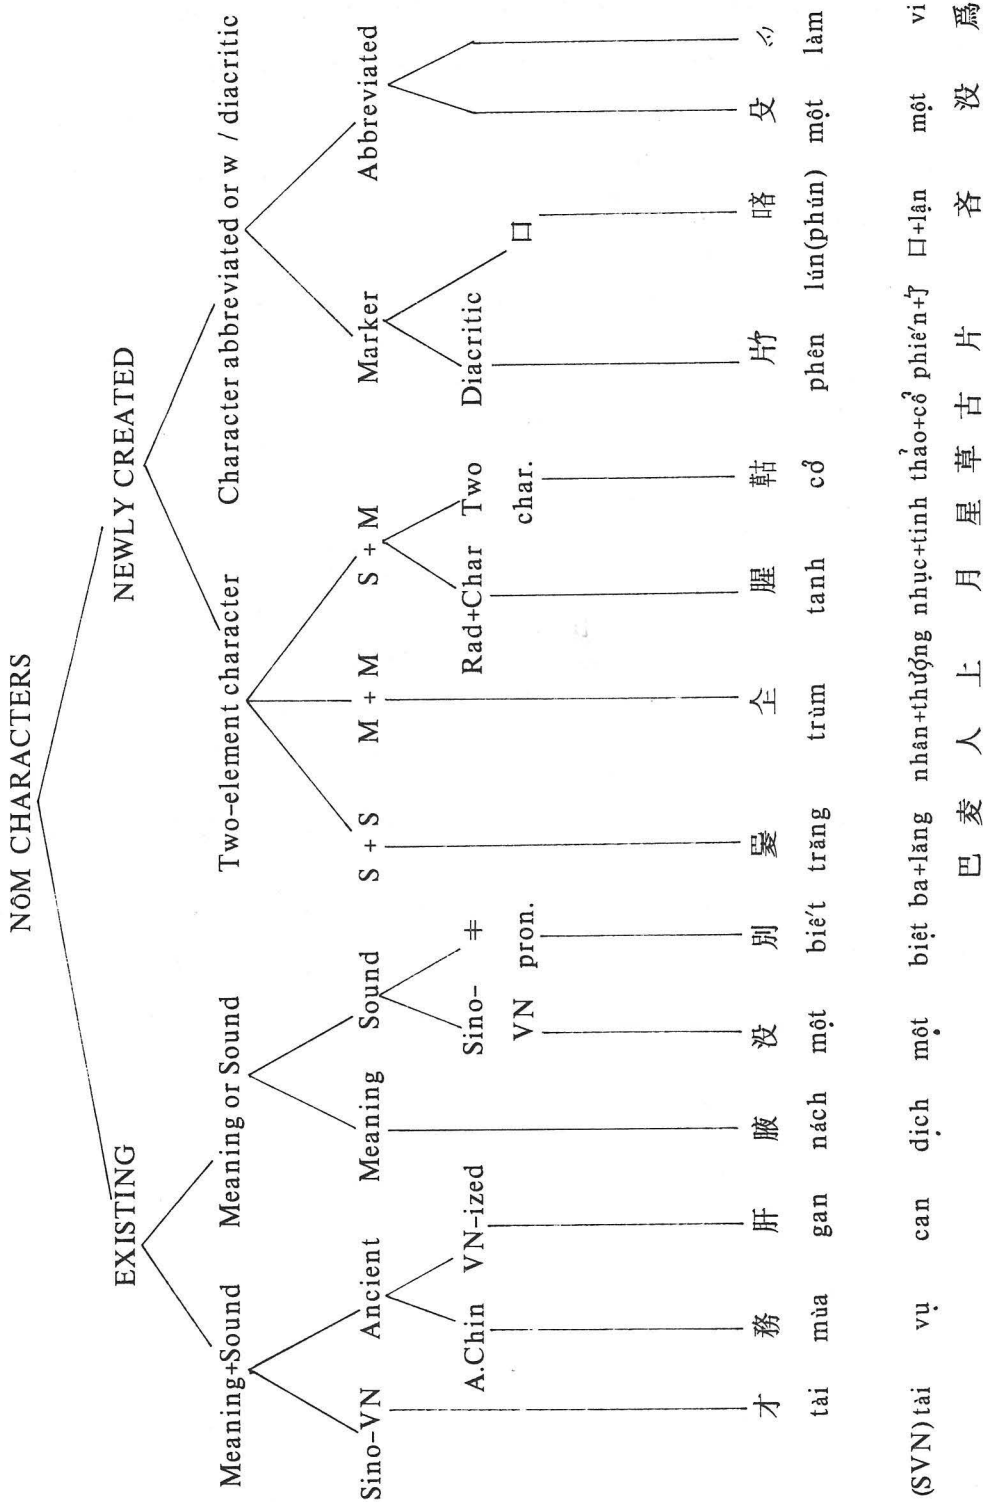 NôM CHARACTERS
EXISTING NEWLY CREATED
Meaning+Sound Meaning or Sound Two-element character Character abbreviated or w / diacritic
Sino-VN Ancient Meaning Sound S + S M + M S + M Marker Abbreviated
A.Chin VN-ized Sino- ≠ Rad+Char Two Diacritic 口
VN pron. char.
才 務 肝 腋 没 別 仝 腥 喀 殳
tài mùa gan nách một biết trăng trùm tanh cỏ phên lún(phún) một làm
(SVN) tài vụ can dịch một biệt ba+lăng nhân+thượng nhục+tinh thảo+cổ phiến+ 口+lận một vi
巴 夌 人 上 月 星 草 古 片 吝 没 爲